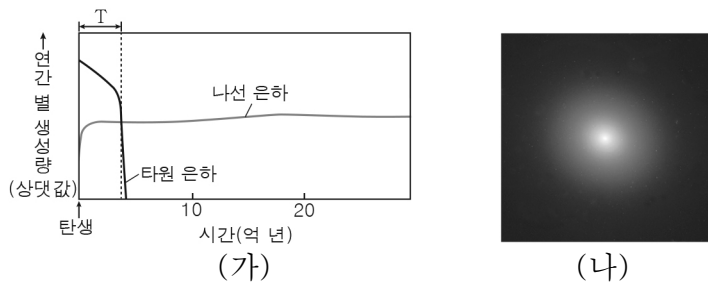 T
연간 별 생성량
(상댓값)
나선 은하
타원 은하
10 20
탄생
시간(억 년)
(가) (나)